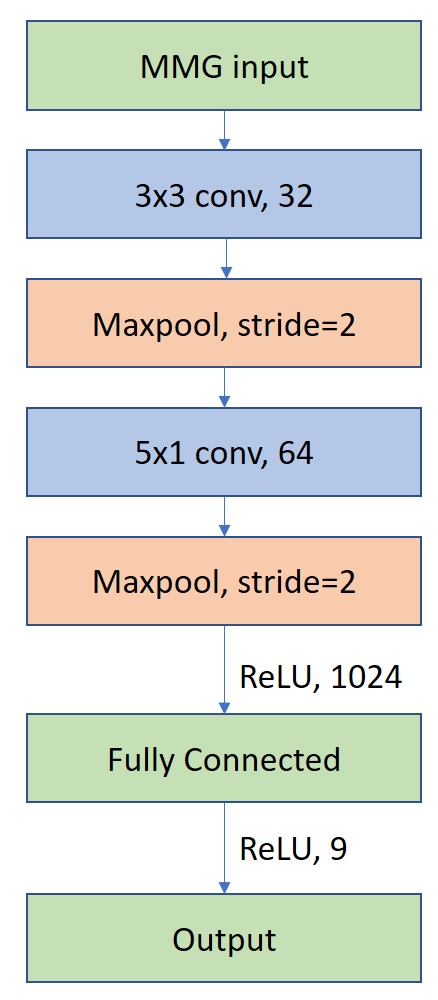 MMG input
3x3 conv, 32
Maxpool, stride=2
5x1 conv, 64
Maxpool, stride=2
ReLU, 1024
Fully Connected
ReLU, 9
Output